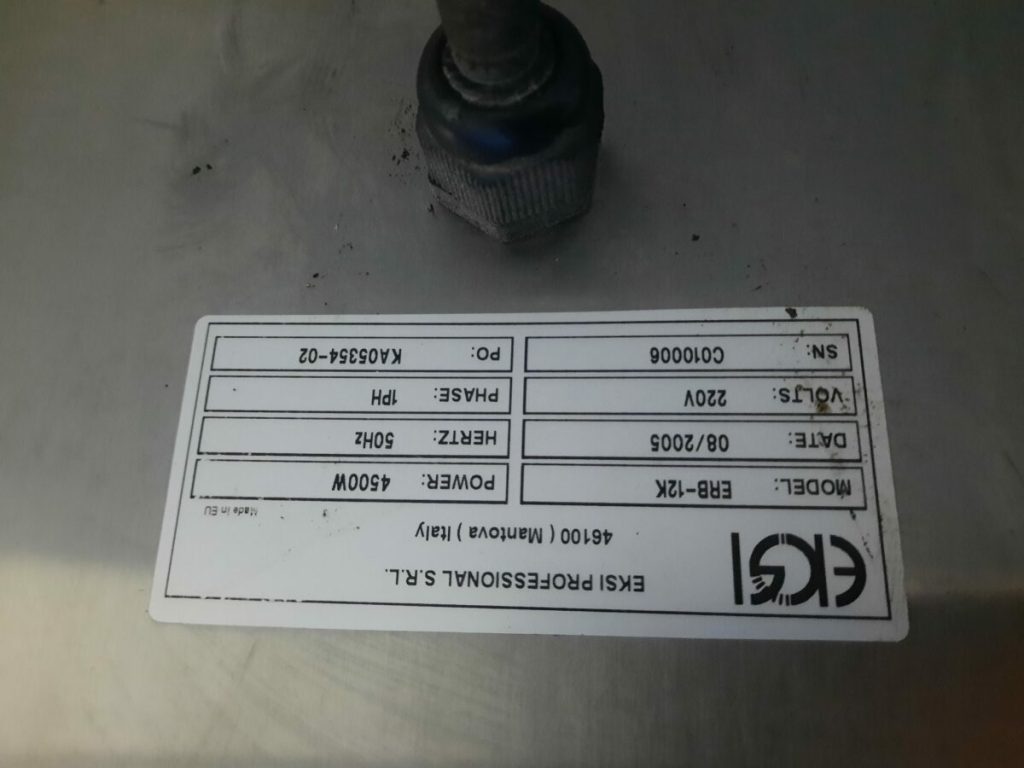 EKSI
EKSI PROFESSIONAL S.R.L.
46100 ( Mantova ) Italy
Made in EU
MODEL: ERB-12K POWER: 4500W
DATE: 08/2005 HERTZ: 50Hz
VOLTS: 220V PHASE: 1PH
SN: C010006 PO: KA05354-02